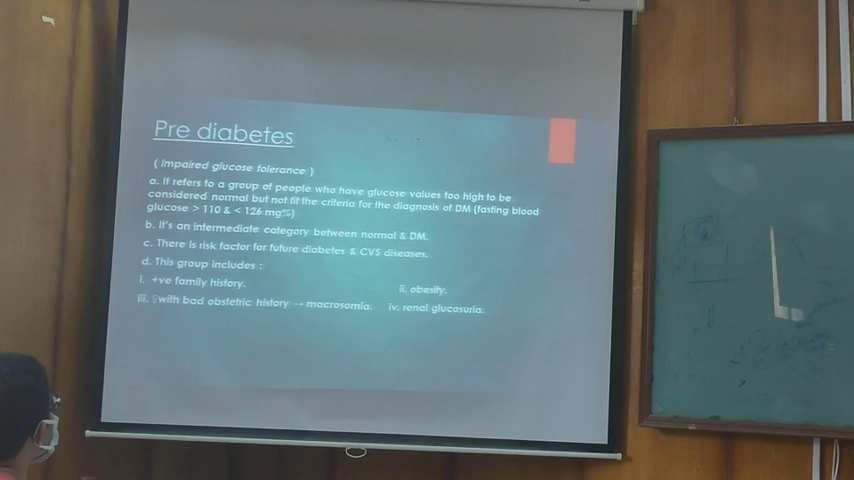 Pre diabetes
( impaired glucose tolerance )
a. It refers to a group of people who have glucose values too high to be
considered normal but not fit the criteria for the diagnosis of DM (fasting blood
glucose > 110 & < 126 mg%)
b. It's an intermediate category between normal & DM.
c. There is risk factor for future diabetes & CVS diseases.
d. This group includes :
i. +ve family history. ii. obesity.
iii. with bad obstetric history → macrosomia. iv. renal glucosuria.